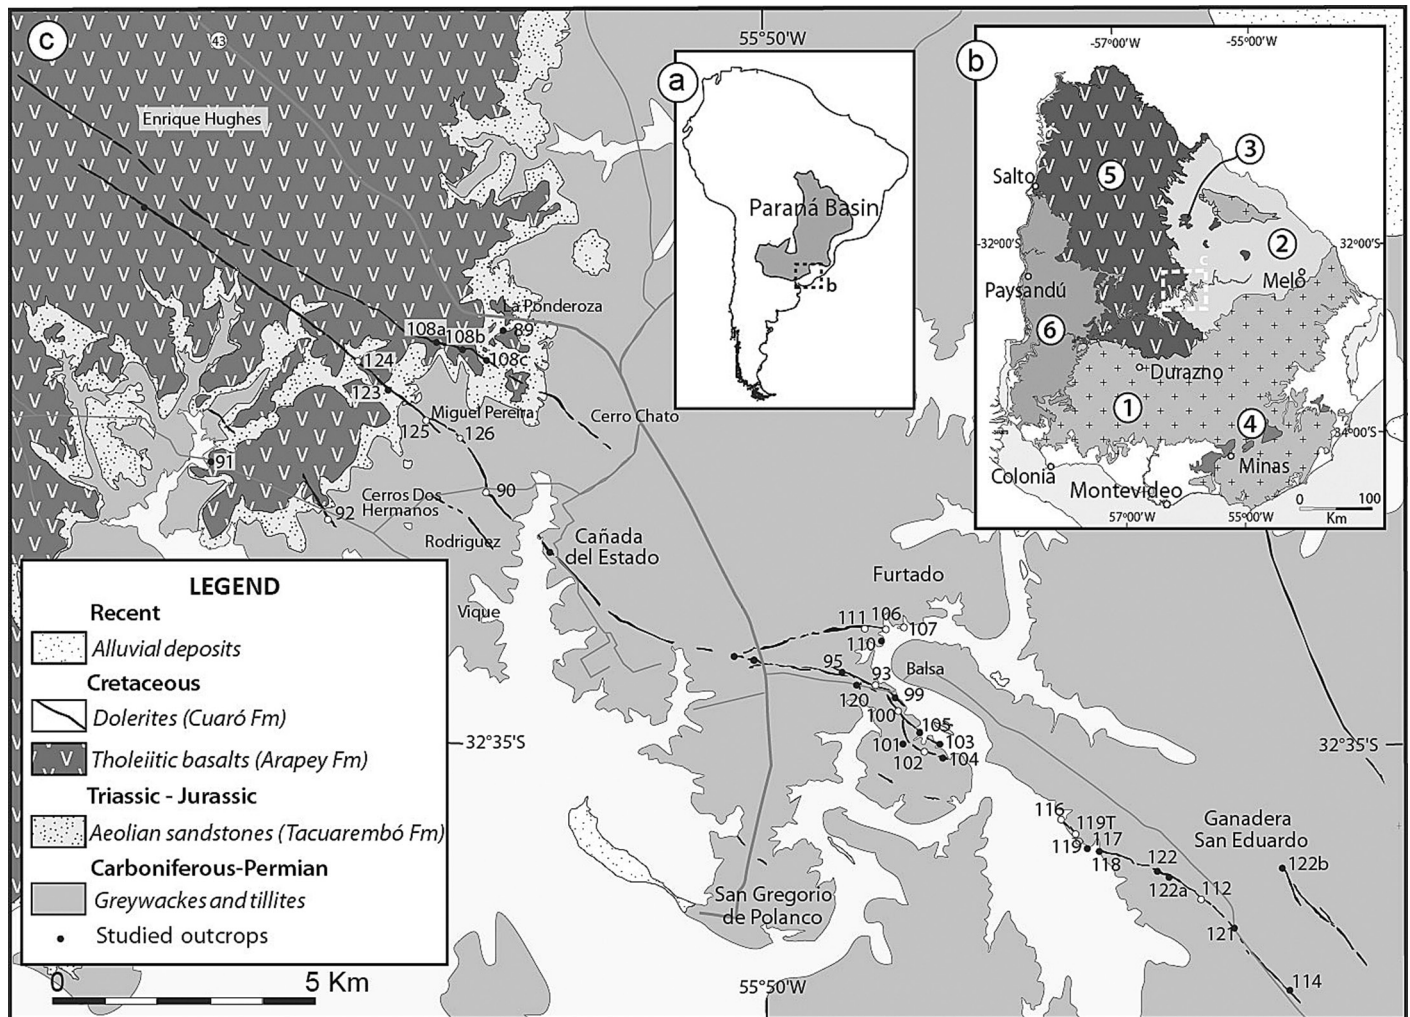 c
43
55°50'W
Enrique Hughes
a
Paraná Basin
b
b
-57°00'W
-55°00'W
3
Salto
5
-32°00'S
2
32°00'S
c
Melo
Paysandú
6
Durazno
1
4
34°00'S
Minas
Colonia
Montevideo
0
100
Km
57°00'W
55°00'W
La Ponderoza
108a
89
108b
108c
124
123
Miguel Pereira
Cerro Chato
125
126
91
90
Cerros Dos
Hermanos
92
Rodriguez
Cañada
del Estado
Vique
Furtado
111
106
107
110
Balsa
95
93
120
99
100
105
101
103
102
104
32°35'S
32°35'S
116
119T
119
117
118
122
122a
112
Ganadera
San Eduardo
122b
121
114
San Gregorio
de Polanco
55°50'W
LEGEND
Recent
Alluvial deposits
Cretaceous
Dolerites (Cuaró Fm)
Tholeiitic basalts (Arapey Fm)
Triassic - Jurassic
Aeolian sandstones (Tacuarembó Fm)
Carboniferous-Permian
Greywackes and tillites
Studied outcrops
0
5 Km